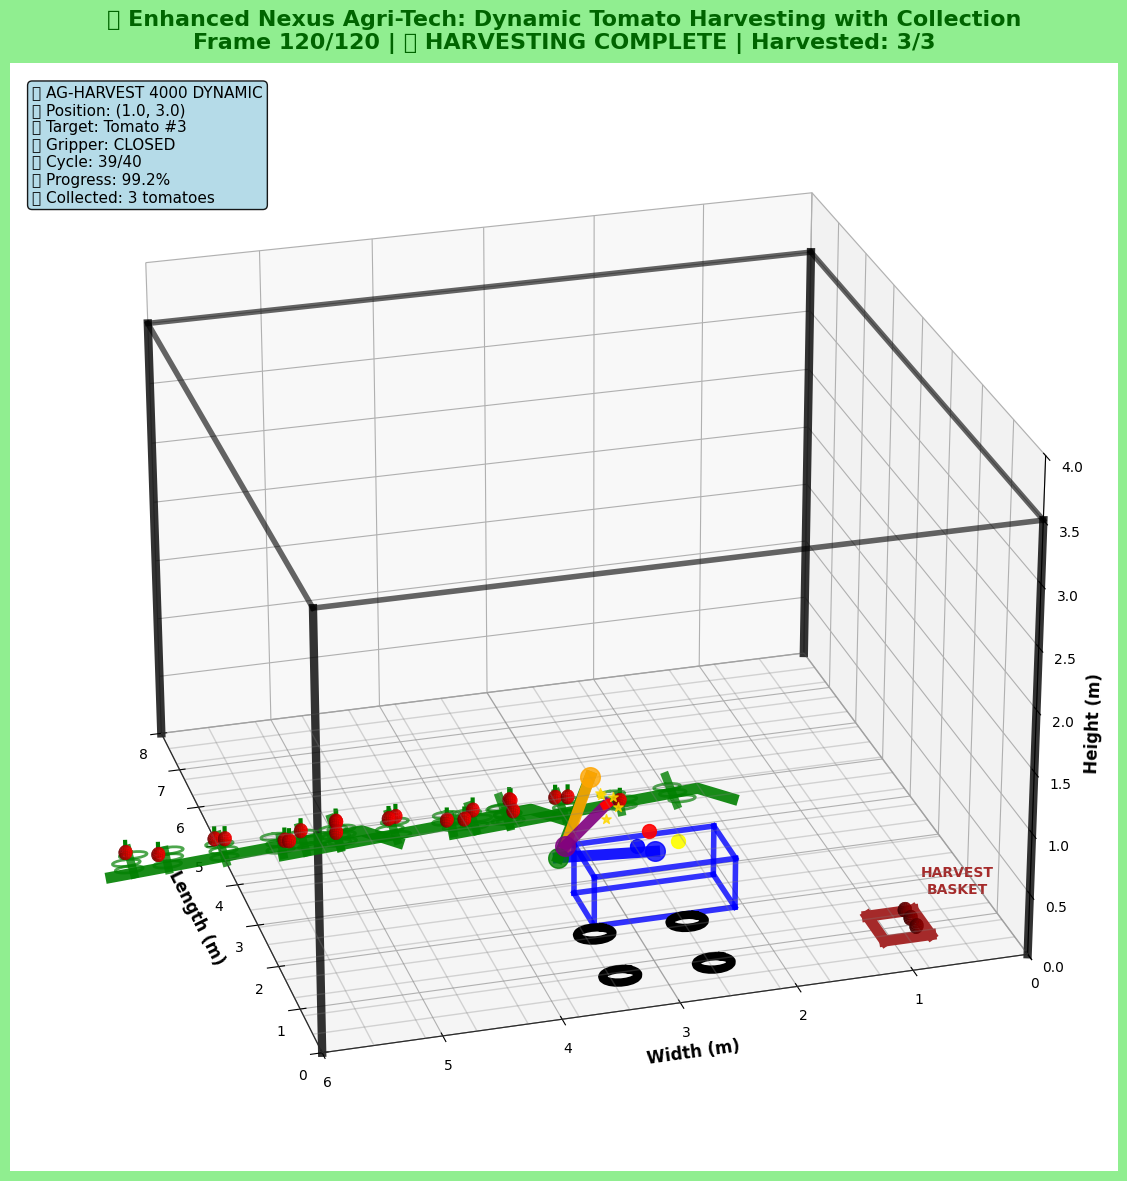 ▯ Enhanced Nexus Agri-Tech: Dynamic Tomato Harvesting with Collection
Frame 120/120 | ▯ HARVESTING COMPLETE | Harvested: 3/3
▯ AG-HARVEST 4000 DYNAMIC
▯ Position: (1.0, 3.0)
▯ Target: Tomato #3
▯ Gripper: CLOSED
▯ Cycle: 39/40
▯ Progress: 99.2%
▯ Collected: 3 tomatoes
4.0
3.5
3.0
2.5
2.0
1.5
1.0
0.5
0.0
Height (m)
8
7
6
5
4
3
2
1
0
Length (m)
6
5
4
3
2
1
0
Width (m)
HARVEST
BASKET